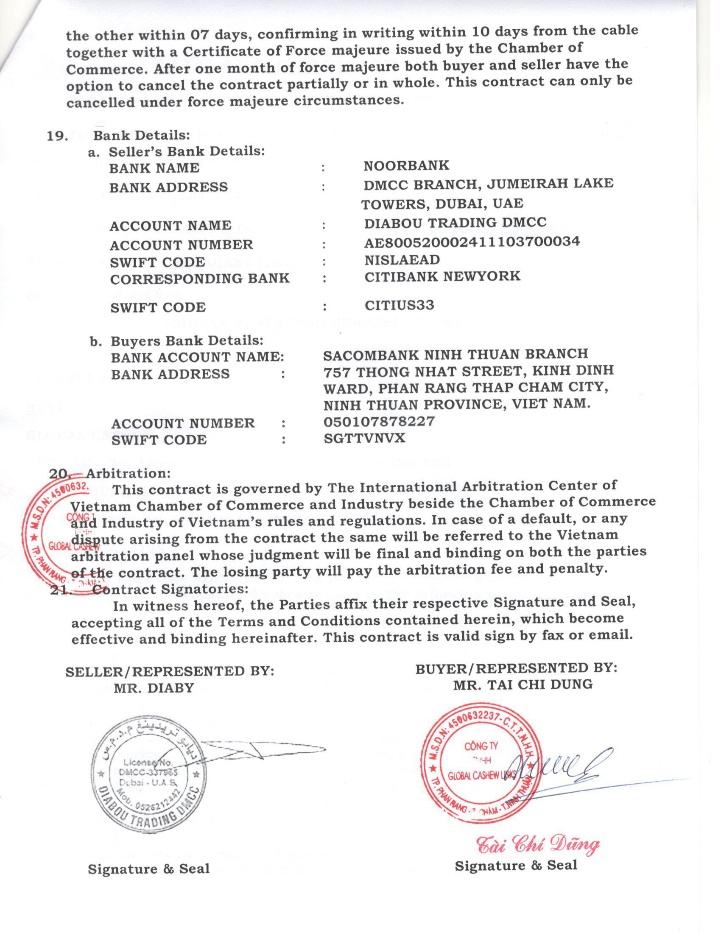 the other within 07 days, confirming in writing within 10 days from the cable
together with a Certificate of Force majeure issued by the Chamber of
Commerce. After one month of force majeure both buyer and seller have the
option to cancel the contract partially or in whole. This contract can only be
cancelled under force majeure circumstances.
19. Bank Details:
a. Seller's Bank Details:
BANK NAME : NOORBANK
BANK ADDRESS : DMCC BRANCH, JUMEIRAH LAKE
TOWERS, DUBAI, UAE
ACCOUNT NAME : DIABOU TRADING DMCC
ACCOUNT NUMBER : AE800520002411103700034
SWIFT CODE : NISLAEAD
CORRESPONDING BANK : CITIBANK NEWYORK
SWIFT CODE : CITIUS33
b. Buyers Bank Details:
BANK ACCOUNT NAME: SACOMBANK NINH THUAN BRANCH
BANK ADDRESS : 757 THONG NHAT STREET, KINH DINH
WARD, PHAN RANG THAP CHAM CITY,
NINH THUAN PROVINCE, VIET NAM.
ACCOUNT NUMBER : 050107878227
SWIFT CODE : SGTTVNVX
20. Arbitration:
This contract is governed by The International Arbitration Center of
Vietnam Chamber of Commerce and Industry beside the Chamber of Commerce
and Industry of Vietnam's rules and regulations. In case of a default, or any
dispute arising from the contract the same will be referred to the Vietnam
arbitration panel whose judgment will be final and binding on both the parties
of the contract. The losing party will pay the arbitration fee and penalty.
M.S.D.N: 4500632.
GLOBAL CASHEW
TP. PHAN RANG
21. Contract Signatories:
In witness hereof, the Parties affix their respective Signature and Seal,
accepting all of the Terms and Conditions contained herein, which become
effective and binding hereinafter. This contract is valid sign by fax or email.
SELLER/REPRESENTED BY:
MR. DIABY
BUYER/REPRESENTED BY:
MR. TAI CHI DUNG
ديابو تريدينغ م.د.م.س
License No.
DMCC-337965
Dubai - U.A.E
Mob. 0526212442
DIABOU TRADING DMCC
M.S.D.N: 4500632237-C.T.T.N.H.H
CÔNG TY
GLOBAL CASHEW
TP. PHAN RANG
Tài Chí Dũng
Signature & Seal
Signature & Seal